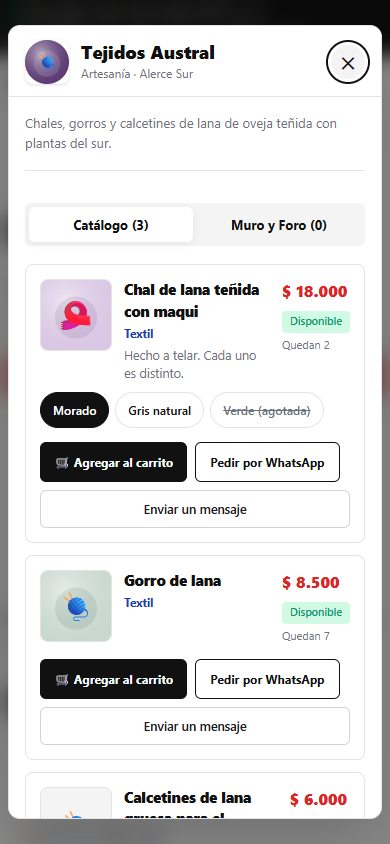 Tejidos Austral
Artesanía · Alerce Sur
Chales, gorros y calcetines de lana de oveja teñida con
plantas del sur.
Catálogo (3)
Muro y Foro (0)
Chal de lana teñida
con maqui
Textil
Hecho a telar. Cada uno
es distinto.
$ 18.000
Disponible
Quedan 2
Morado
Gris natural
Verde (agotada)
Agregar al carrito
Pedir por WhatsApp
Enviar un mensaje
Gorro de lana
Textil
$ 8.500
Disponible
Quedan 7
Agregar al carrito
Pedir por WhatsApp
Enviar un mensaje
Calcetines de lana
gruesa para el
$ 6.000